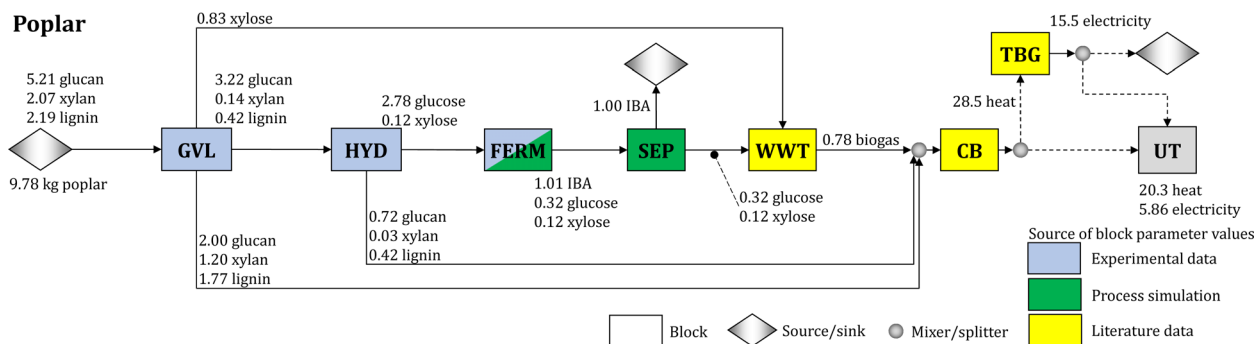 Poplar
0.83 xylose
15.5 electricity
TBG
5.21 glucan
2.07 xylan
2.19 lignin
3.22 glucan
0.14 xylan
0.42 lignin
2.78 glucose
0.12 xylose
1.00 IBA
28.5 heat
GVL
HYD
FERM
SEP
WWT
0.78 biogas
CB
UT
9.78 kg poplar
1.01 IBA
0.32 glucose
0.12 xylose
0.32 glucose
0.12 xylose
20.3 heat
5.86 electricity
0.72 glucan
0.03 xylan
0.42 lignin
2.00 glucan
1.20 xylan
1.77 lignin
Source of block parameter values
Experimental data
Process simulation
Literature data
Block
Source/sink
Mixer/splitter